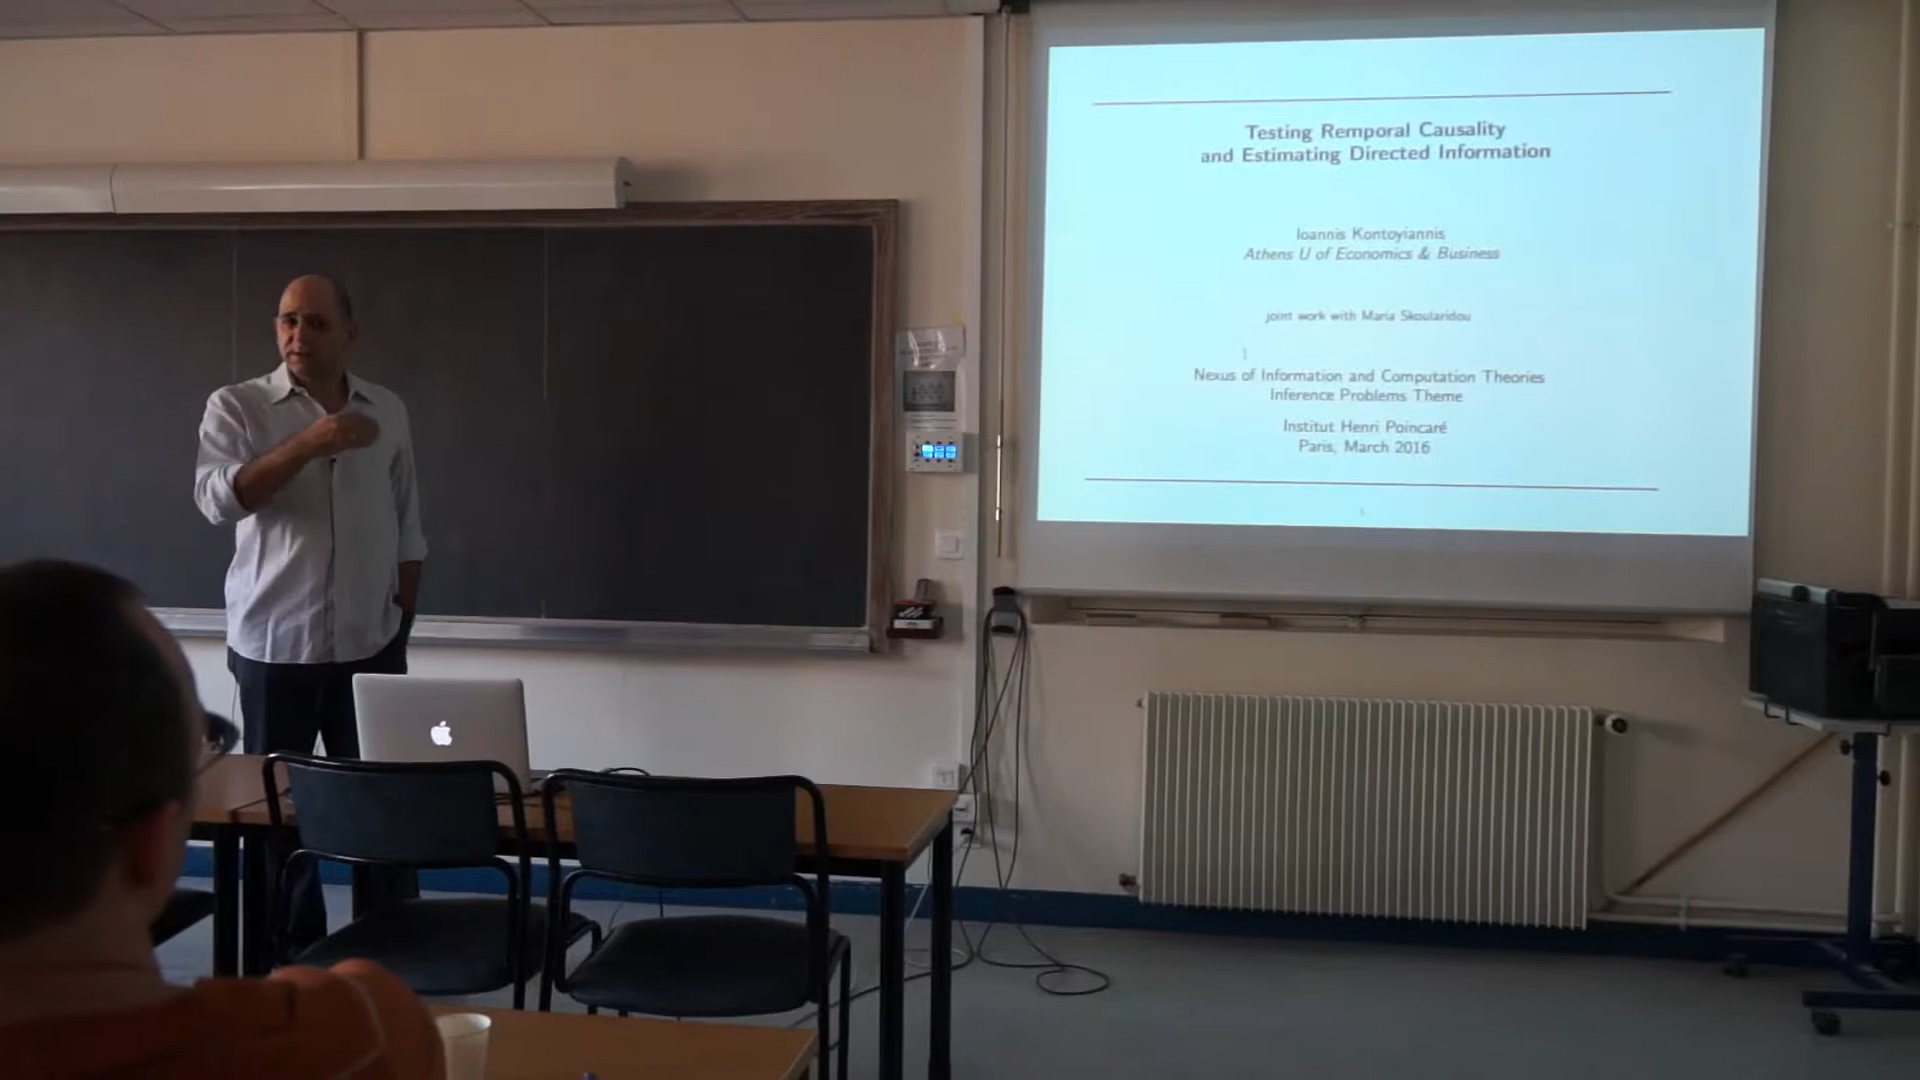 Testing Remporal Causality
and Estimating Directed Information
Ioannis Kontoyiannis
Athens U of Economics & Business
joint work with Maria Skoularidou
Nexus of Information and Computation Theories
Inference Problems Theme
Institut Henri Poincaré
Paris, March 2016